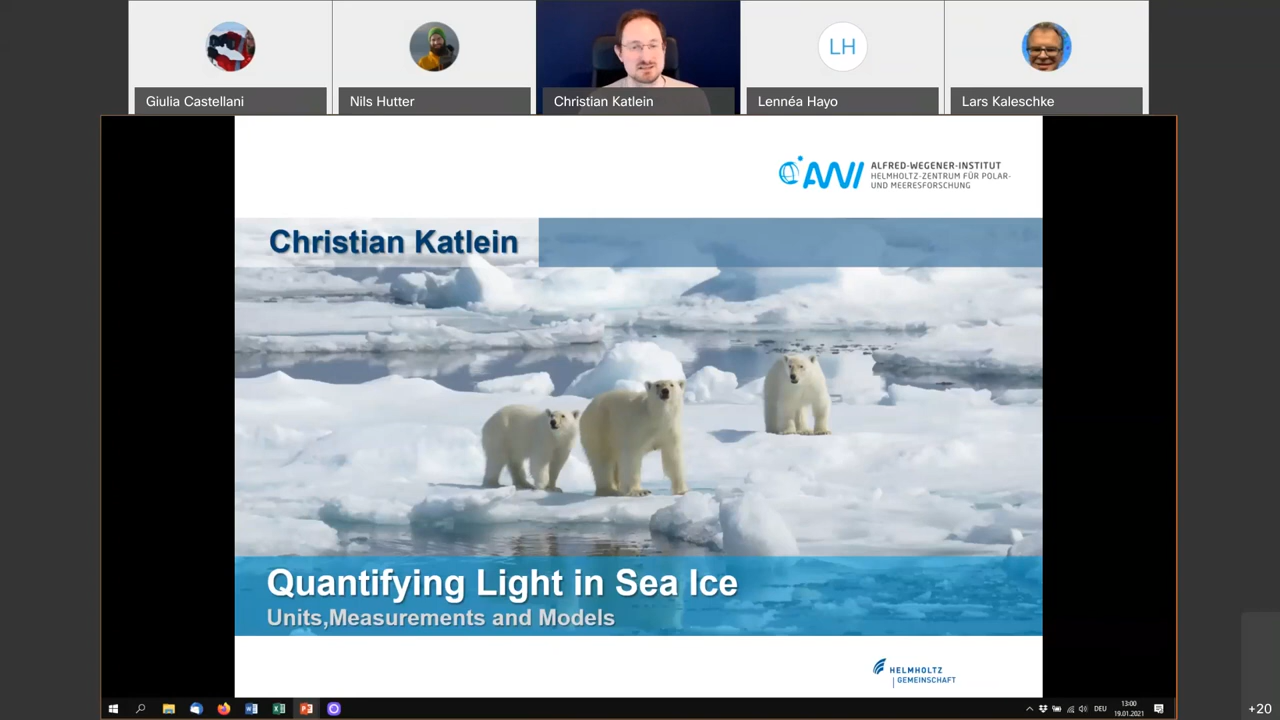 Giulia Castellani
Nils Hutter
Christian Katlein
LH
Lennéa Hayo
Lars Kaleschke
AWI
ALFRED-WEGENER-INSTITUT
HELMHOLTZ-ZENTRUM FÜR POLAR-
UND MEERESFORSCHUNG
Christian Katlein
Quantifying Light in Sea Ice
Units,Measurements and Models
HELMHOLTZ
GEMEINSCHAFT
DEU
13:00
19.01.2021
+20